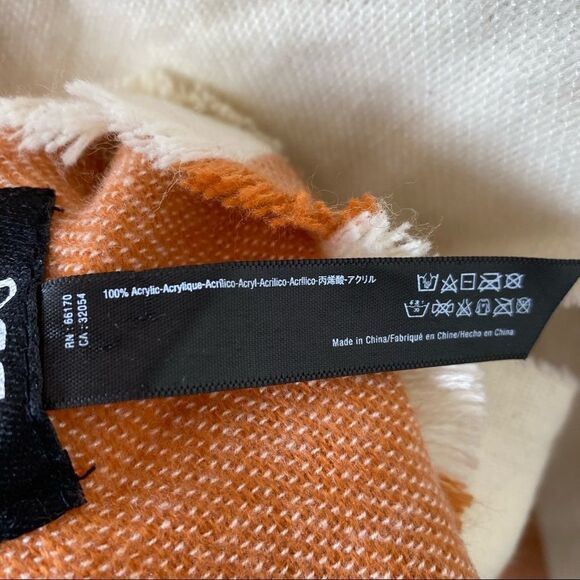 100% Acrylic-Acrylique-Acrílico-Acryl-Acrilico-Acrílico-丙烯酸-アクリル
RN : 66170
CA : 32054
Made in China/Fabriqué en Chine/Hecho en China